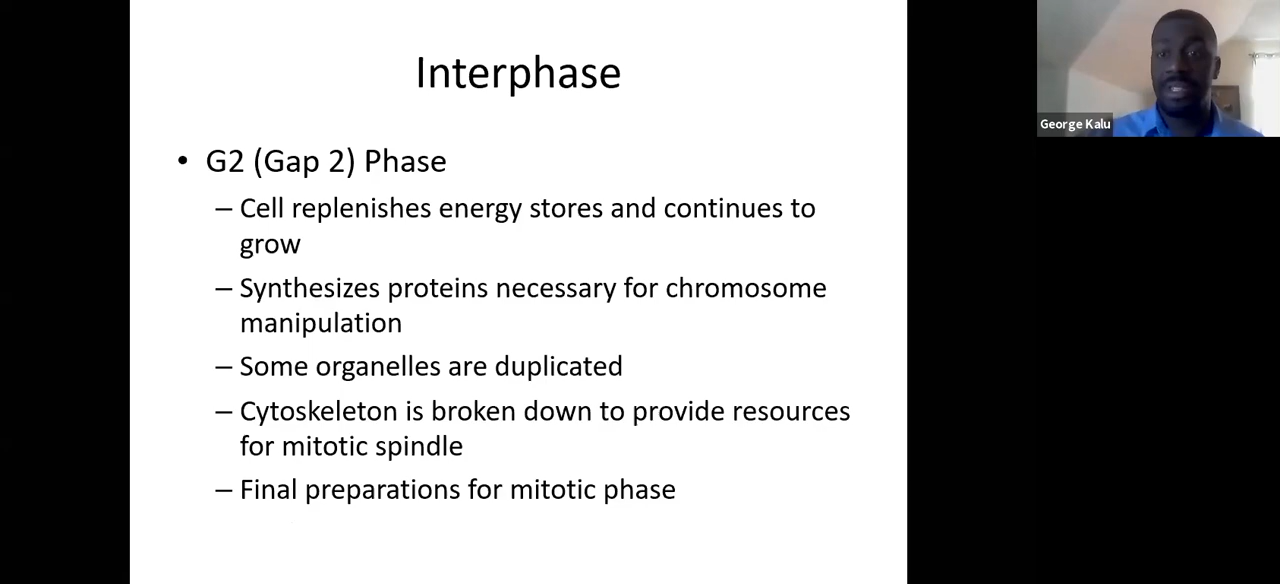 Interphase
• G2 (Gap 2) Phase
– Cell replenishes energy stores and continues to
grow
– Synthesizes proteins necessary for chromosome
manipulation
– Some organelles are duplicated
– Cytoskeleton is broken down to provide resources
for mitotic spindle
– Final preparations for mitotic phase
George Kalu